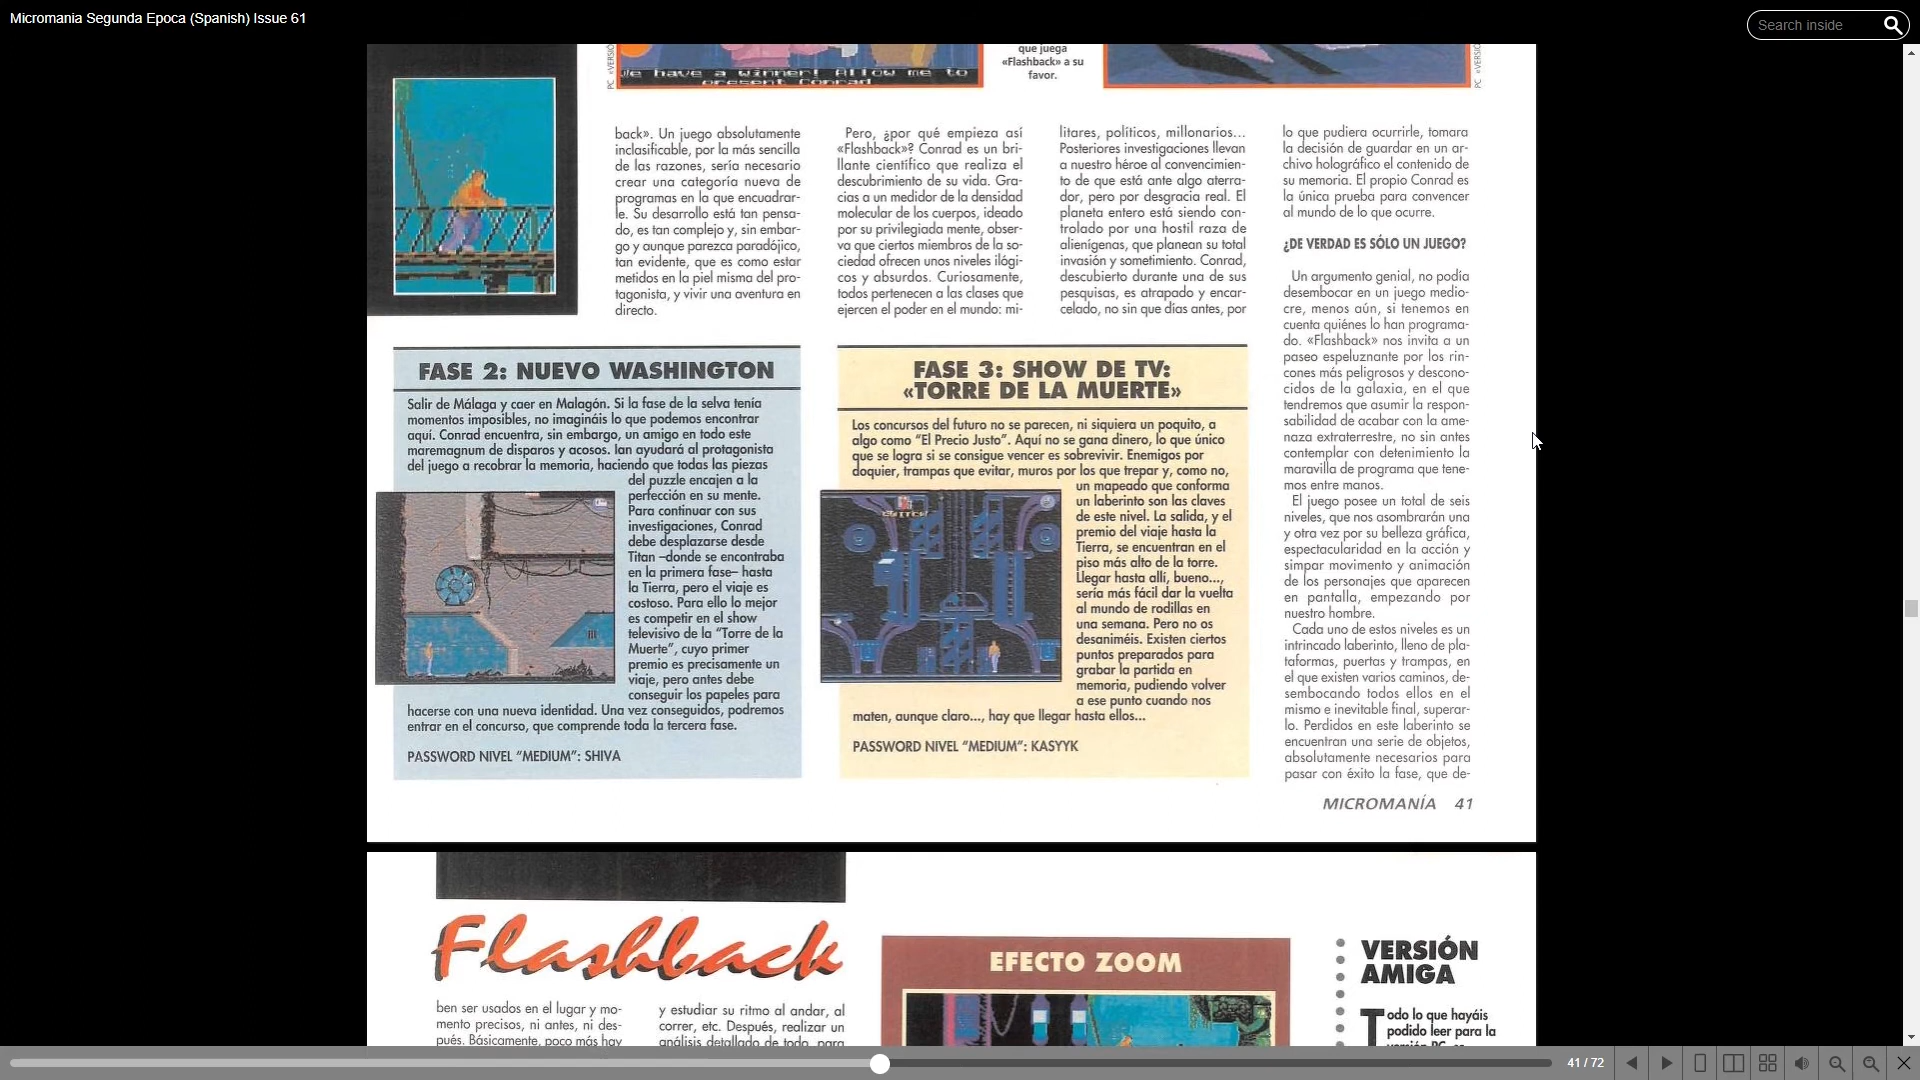 Micromania Segunda Epoca (Spanish) Issue 61
Search inside
We have a winner! Allow me to
present Conrad
que juega
«Flashback» a su
favor.
back». Un juego absolutamente
inclasificable, por la más sencilla
de las razones, sería necesario
crear una categoría nueva de
programas en la que encuadrar-
le. Su desarrollo está tan pensa-
do, es tan complejo y, sin embar-
go y aunque parezca paradójico,
tan evidente, que es como estar
metidos en la piel misma del pro-
tagonista, y vivir una aventura en
directo.
Pero, ¿por qué empieza así
«Flashback»? Conrad es un bri-
llante científico que realiza el
descubrimiento de su vida. Gra-
cias a un medidor de la densidad
molecular de los cuerpos, ideado
por su privilegiada mente, obser-
va que ciertos miembros de la so-
ciedad ofrecen unos niveles ilógi-
cos y absurdos. Curiosamente,
todos pertenecen a las clases que
ejercen el poder en el mundo: mi-
litares, políticos, millonarios...
Posteriores investigaciones llevan
a nuestro héroe al convencimien-
to de que está ante algo aterra-
dor, pero por desgracia real. El
planeta entero está siendo con-
trolado por una hostil raza de
alienígenas, que planean su total
invasión y sometimiento. Conrad,
descubierto durante una de sus
pesquisas, es atrapado y encar-
celado, no sin que días antes, por
lo que pudiera ocurrirle, tomara
la decisión de guardar en un ar-
chivo holográfico el contenido de
su memoria. El propio Conrad es
la única prueba para convencer
al mundo de lo que ocurre.
¿DE VERDAD ES SÓLO UN JUEGO?
Un argumento genial, no podía
desembocar en un juego medio-
cre, menos aún, si tenemos en
cuenta quiénes lo han programa-
do. «Flashback» nos invita a un
paseo espeluznante por los rin-
cones más peligrosos y descono-
cidos de la galaxia, en el que
tendremos que asumir la respon-
sabilidad de acabar con la ame-
naza extraterrestre, no sin antes
contemplar con detenimiento la
maravilla de programa que tene-
mos entre manos.
El juego posee un total de seis
niveles, que nos asombrarán una
y otra vez por su belleza gráfica,
espectacularidad en la acción y
simpar movimiento y animación
de los personajes que aparecen
en pantalla, empezando por
nuestro hombre.
Cada uno de estos niveles es un
intrincado laberinto, lleno de pla-
taformas, puertas y trampas, en
el que existen varios caminos, de-
sembocando todos ellos en el
mismo e inevitable final, superar-
lo. Perdidos en este laberinto se
encuentran una serie de objetos,
absolutamente necesarios para
pasar con éxito la fase, que de-
FASE 2: NUEVO WASHINGTON
Salir de Málaga y caer en Malagón. Si la fase de la selva tenía
momentos imposibles, no imagináis lo que podemos encontrar
aquí. Conrad encuentra, sin embargo, un amigo en todo este
maremagnum de disparos y acosos. Ian ayudará al protagonista
del juego a recobrar la memoria, haciendo que todas las piezas
del puzzle encajen a la
perfección en su mente.
Para continuar con sus
investigaciones, Conrad
debe desplazarse desde
Titan –donde se encontraba
en la primera fase– hasta
la Tierra, pero el viaje es
costoso. Para ello lo mejor
es competir en el show
televisivo de la “Torre de la
Muerte”, cuyo primer
premio es precisamente un
viaje, pero antes debe
conseguir los papeles para
hacerse con una nueva identidad. Una vez conseguidos, podremos
entrar en el concurso, que comprende toda la tercera fase.
PASSWORD NIVEL “MEDIUM”: SHIVA
FASE 3: SHOW DE TV:
«TORRE DE LA MUERTE»
Los concursos del futuro no se parecen, ni siquiera un poquito, a
algo como “El Precio Justo”. Aquí no se gana dinero, lo que único
que se logra si se consigue vencer es sobrevivir. Enemigos por
doquier, trampas que evitar, muros por los que trepar y, como no,
un mapeado que conforma
un laberinto son las claves
de este nivel. La salida, y el
premio del viaje hasta la
Tierra, se encuentran en el
piso más alto de la torre.
Llegar hasta allí, bueno...,
sería más fácil dar la vuelta
al mundo de rodillas en
una semana. Pero no os
desaniméis. Existen ciertos
puntos preparados para
grabar la partida en
memoria, pudiendo volver
a ese punto cuando nos
maten, aunque claro..., hay que llegar hasta ellos...
PASSWORD NIVEL “MEDIUM”: KASYYK
MICROMANÍA 41
Flashback
ben ser usados en el lugar y mo-
mento precisos, ni antes, ni des-
pués. Básicamente, poco más hay
y estudiar su ritmo al andar, al
correr, etc. Después, realizar un
análisis detallado de todo, para
EFECTO ZOOM
VERSIÓN
AMIGA
Todo lo que hayáis
podido leer para la
versión PC, es
41 / 72